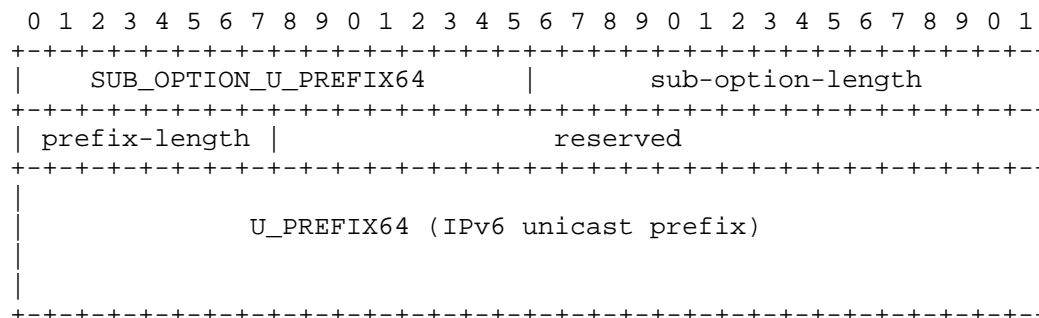 0 1 2 3 4 5 6 7 8 9 0 1 2 3 4 5 6 7 8 9 0 1 2 3 4 5 6 7 8 9 0 1
+-+-+-+-+-+-+-+-+-+-+-+-+-+-+-+-+-+-+-+-+-+-+-+-+-+-+-+-+-+-+-+-
|    SUB_OPTION_U_PREFIX64      |       sub-option-length
+-+-+-+-+-+-+-+-+-+-+-+-+-+-+-+-+-+-+-+-+-+-+-+-+-+-+-+-+-+-+-+-
| prefix-length |                 reserved
+-+-+-+-+-+-+-+-+-+-+-+-+-+-+-+-+-+-+-+-+-+-+-+-+-+-+-+-+-+-+-+-
|
|              U_PREFIX64 (IPv6 unicast prefix)
|
|
+-+-+-+-+-+-+-+-+-+-+-+-+-+-+-+-+-+-+-+-+-+-+-+-+-+-+-+-+-+-+-+-